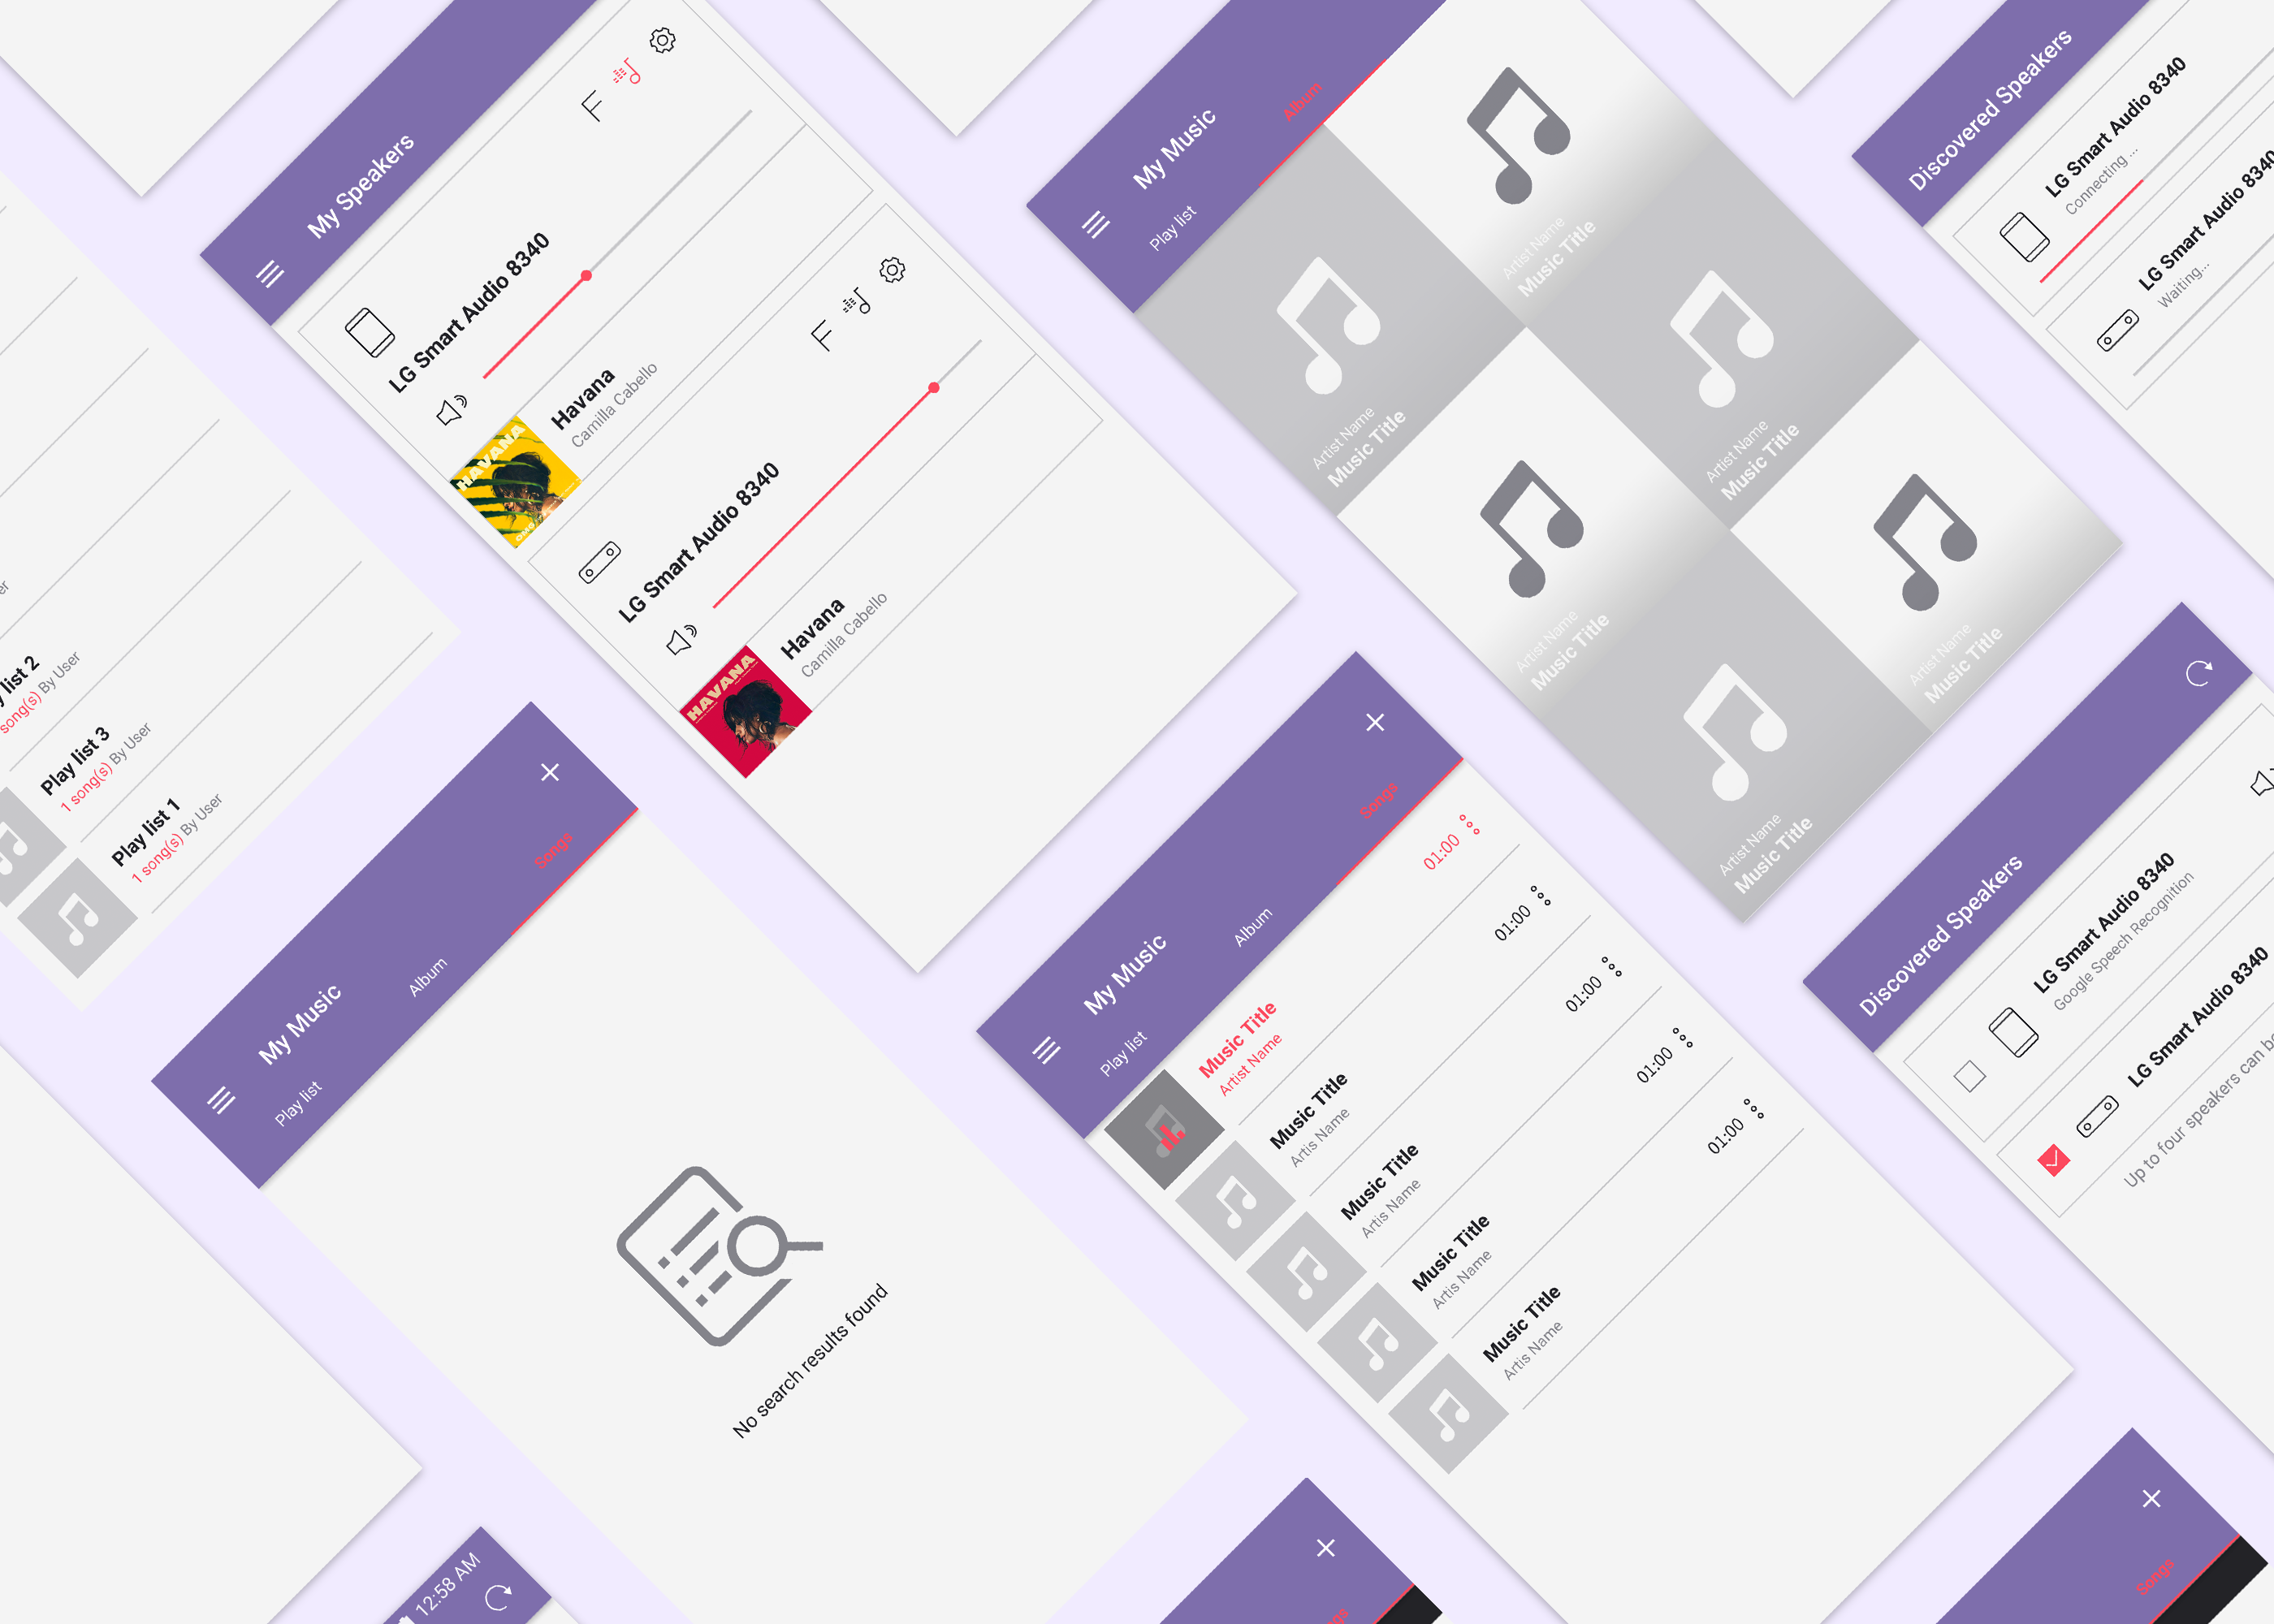 My Speakers
LG Smart Audio 8340
Havana
Camilla Cabello
HAVANA
LG Smart Audio 8340
Havana
Camilla Cabello
HAVANA
My Music
Play list
Album
Artist Name
Music Title
Artist Name
Music Title
Artist Name
Music Title
Artist Name
Music Title
Artist Name
Music Title
Artist Name
Music Title
Discovered Speakers
LG Smart Audio 8340
Connecting ...
LG Smart Audio 8340
Waiting...
list 2
song(s) By User
Play list 3
1 song(s) By User
Play list 1
1 song(s) By User
My Music
Play list
Album
Songs
No search results found
My Music
Play list
Album
Songs
Music Title
Artist Name
01:00
Music Title
Artis Name
01:00
Music Title
Artis Name
01:00
Music Title
Artis Name
01:00
Music Title
Artis Name
01:00
Discovered Speakers
LG Smart Audio 8340
Google Speech Recognition
LG Smart Audio 8340
Up to four speakers can be
12:58 AM
Songs